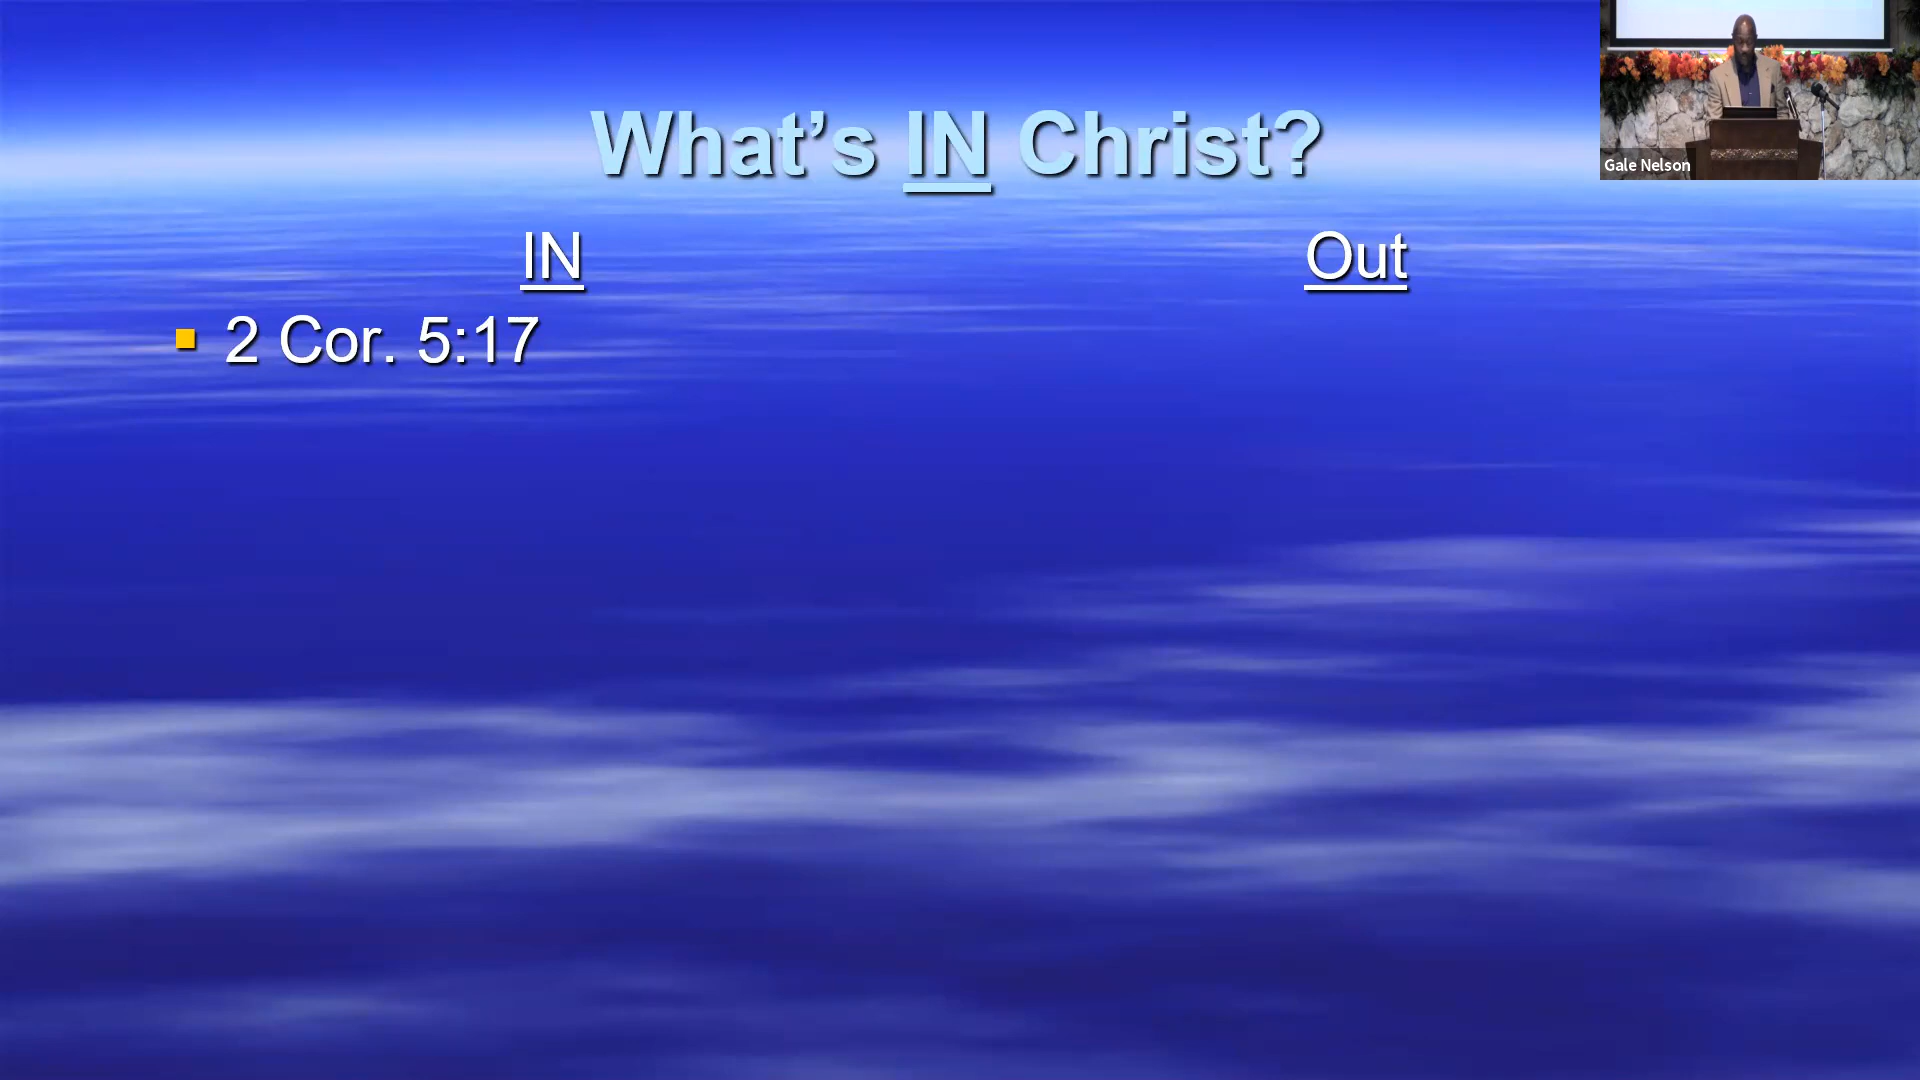 What’s IN Christ?
IN
Out
2 Cor. 5:17
Gale Nelson